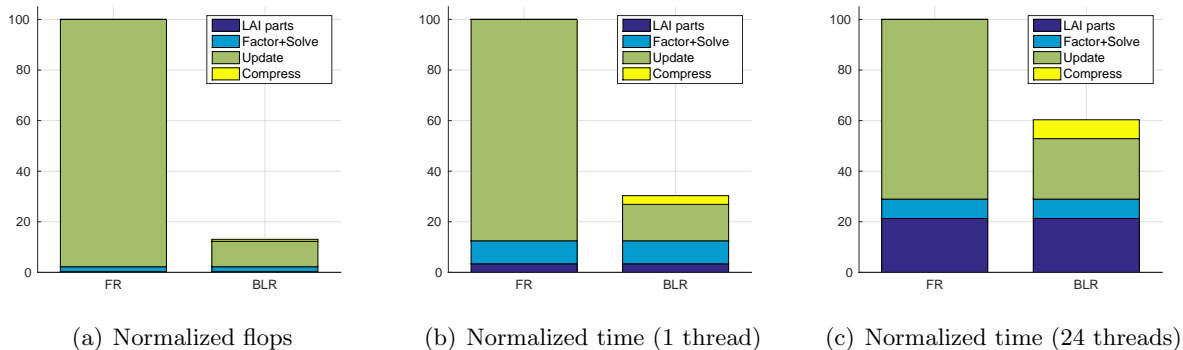 100
80
60
40
20
0
FR
BLR
LAI parts
Factor+Solve
Update
Compress
(a) Normalized flops
100
80
60
40
20
0
FR
BLR
LAI parts
Factor+Solve
Update
Compress
(b) Normalized time (1 thread)
100
80
60
40
20
0
FR
BLR
LAI parts
Factor+Solve
Update
Compress
(c) Normalized time (24 threads)